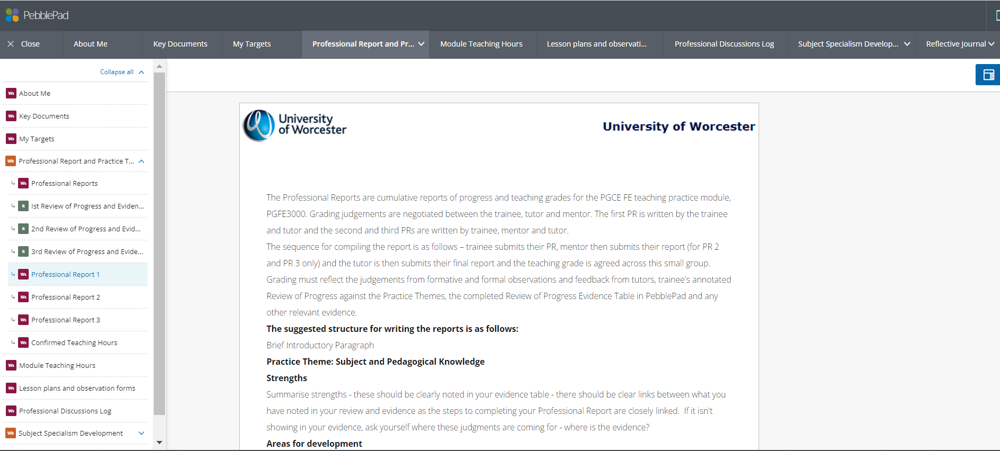 PebblePad
Close
About Me
Key Documents
My Targets
Professional Report and Pr...
Module Teaching Hours
Lesson plans and observati...
Professional Discussions Log
Subject Specialism Develop...
Reflective Journal
Collapse all
Ws About Me
Ws Key Documents
Ws My Targets
Wb Professional Report and Practice T...
Ws Professional Reports
R Ist Review of Progress and Eviden...
R 2nd Review of Progress and Evid...
R 3rd Review of Progress and Evide...
Ws Professional Report 1
Ws Professional Report 2
Ws Professional Report 3
Ws Confirmed Teaching Hours
Ws Module Teaching Hours
Ws Lesson plans and observation forms
Ws Professional Discussions Log
Wb Subject Specialism Development
University
of Worcester
University of Worcester
The Professional Reports are cumulative reports of progress and teaching grades for the PGCE FE teaching practice module,
PGFE3000. Grading judgements are negotiated between the trainee, tutor and mentor. The first PR is written by the trainee
and tutor and the second and third PRs are written by trainee, mentor and tutor.
The sequence for compiling the report is as follows – trainee submits their PR, mentor then submits their report (for PR 2
and PR 3 only) and the tutor is then submits their final report and the teaching grade is agreed across this small group.
Grading must reflect the judgements from formative and formal observations and feedback from tutors, trainee's annotated
Review of Progress against the Practice Themes, the completed Review of Progress Evidence Table in PebblePad and any
other relevant evidence.
The suggested structure for writing the reports is as follows:
Brief Introductory Paragraph
Practice Theme: Subject and Pedagogical Knowledge
Strengths
Summarise strengths - these should be clearly noted in your evidence table - there should be clear links between what you
have noted in your review and evidence as the steps to completing your Professional Report are closely linked.  If it isn't
showing in your evidence, ask yourself where these judgments are coming for - where is the evidence?
Areas for development